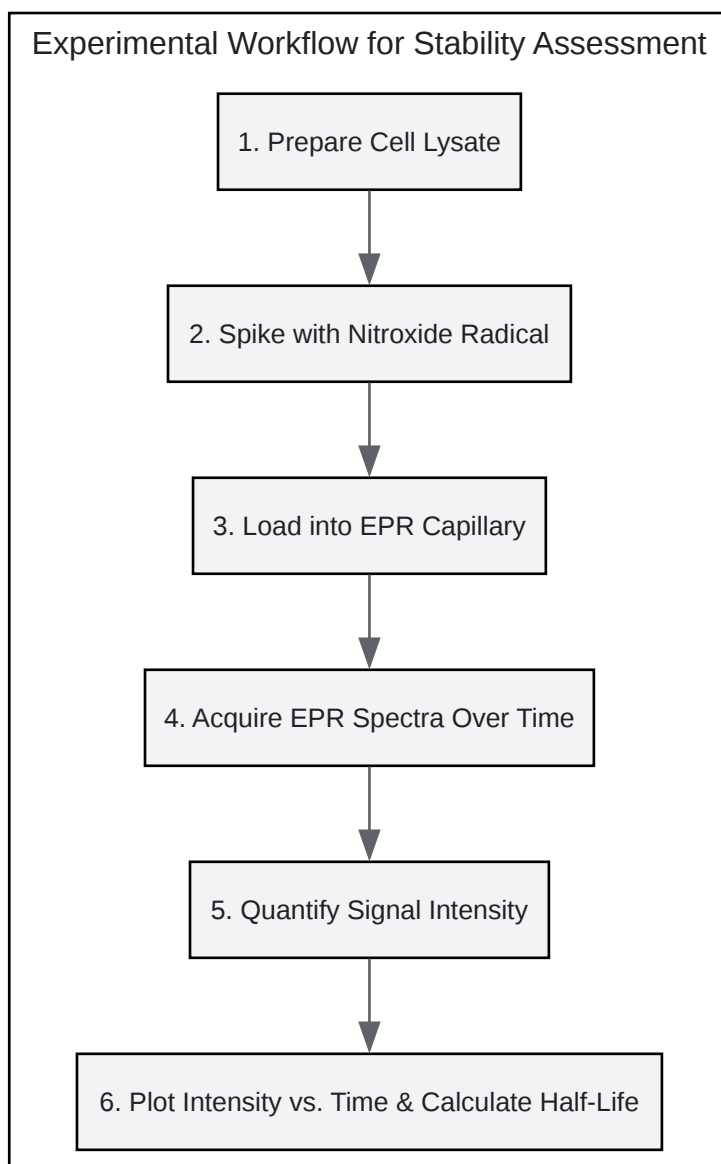 Experimental Workflow for Stability Assessment
1. Prepare Cell Lysate
2. Spike with Nitroxide Radical
3. Load into EPR Capillary
4. Acquire EPR Spectra Over Time
5. Quantify Signal Intensity
6. Plot Intensity vs. Time & Calculate Half-Life